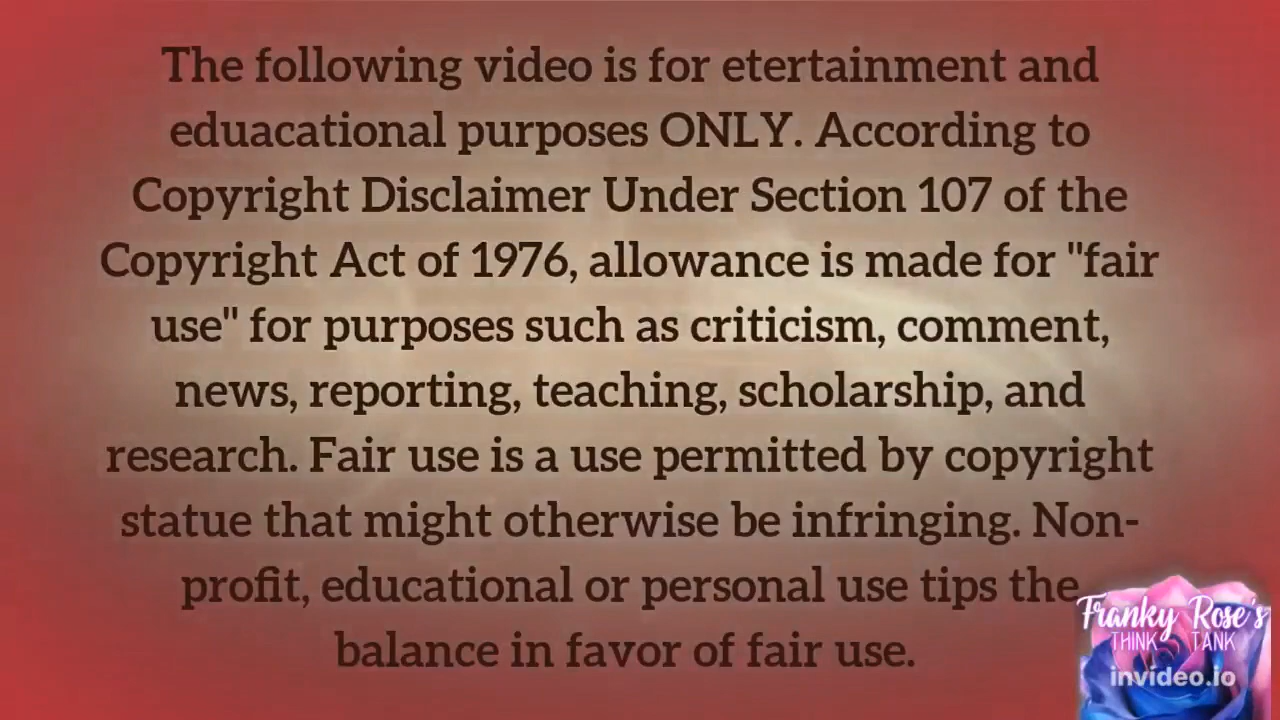 The following video is for etertainment and
eduacational purposes ONLY. According to
Copyright Disclaimer Under Section 107 of the
Copyright Act of 1976, allowance is made for "fair
use" for purposes such as criticism, comment,
news, reporting, teaching, scholarship, and
research. Fair use is a use permitted by copyright
statue that might otherwise be infringing. Non-
profit, educational or personal use tips the
balance in favor of fair use.
Franky Rose's
THINK TANK
invideo.io